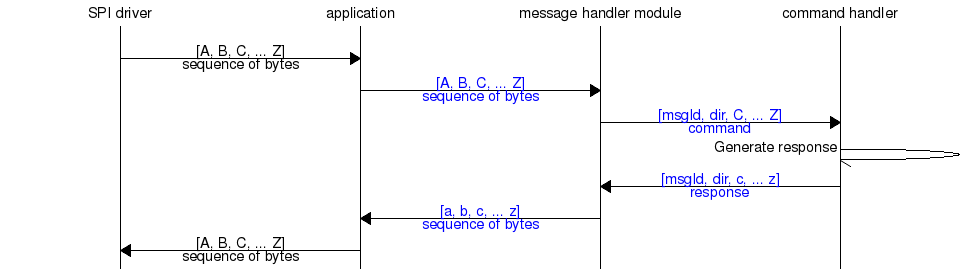 SPI driver application message handler module command handler
[A, B, C, ... Z]
sequence of bytes
[A, B, C, ... Z]
sequence of bytes
[msgId, dir, C, ... Z]
command
Generate response
[msgId, dir, c, ... z]
response
[a, b, c, ... z]
sequence of bytes
[A, B, C, ... Z]
sequence of bytes